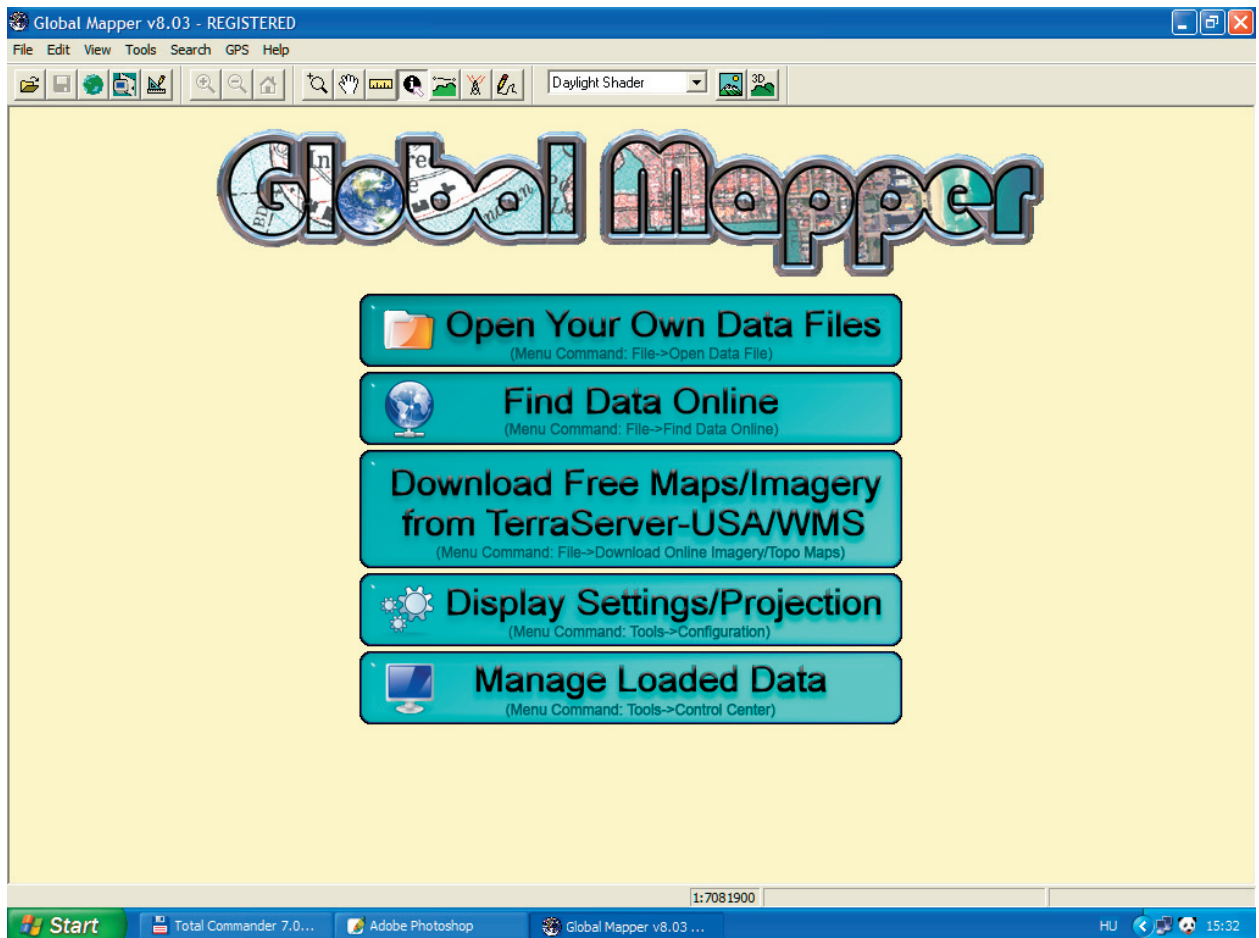 Global Mapper v8.03 - REGISTERED
File Edit View Tools Search GPS Help
Daylight Shader
3D
Global Mapper
Open Your Own Data Files
(Menu Command: File->Open Data File)
Find Data Online
(Menu Command: File->Find Data Online)
Download Free Maps/Imagery
from TerraServer-USA/WMS
(Menu Command: File->Download Online Imagery/Topo Maps)
Display Settings/Projection
(Menu Command: Tools->Configuration)
Manage Loaded Data
(Menu Command: Tools->Control Center)
1:7081900
Start Total Commander 7.0... Adobe Photoshop Global Mapper v8.03 ... HU 15:32